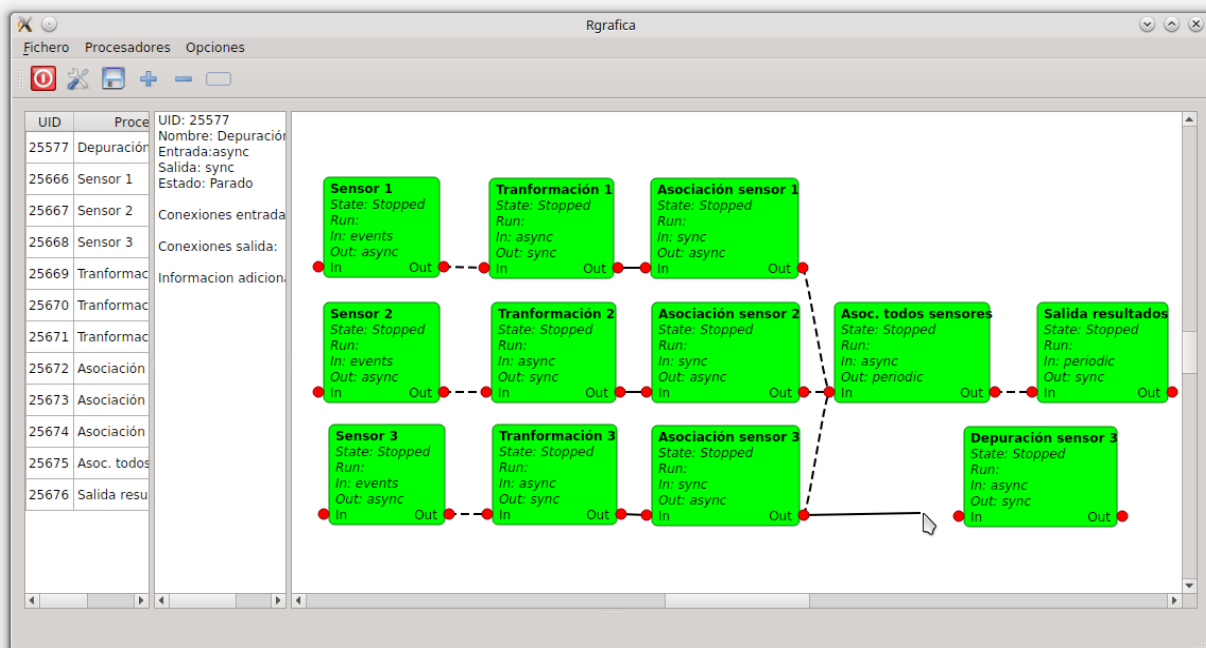 Rgrafica
Fichero Procesadores Opciones
UID Proce
25577 Depuración
25666 Sensor 1
25667 Sensor 2
25668 Sensor 3
25669 Tranformac
25670 Tranformac
25671 Tranformac
25672 Asociación
25673 Asociación
25674 Asociación
25675 Asoc. todos
25676 Salida resu
UID: 25577
Nombre: Depuración
Entrada:async
Salida: sync
Estado: Parado
Conexiones entrada
Conexiones salida:
Informacion adiciona
Sensor 1
State: Stopped
Run:
In: events
Out: async
In Out
Tranformación 1
State: Stopped
Run:
In: async
Out: sync
In Out
Asociación sensor 1
State: Stopped
Run:
In: sync
Out: async
In Out
Sensor 2
State: Stopped
Run:
In: events
Out: async
In Out
Tranformación 2
State: Stopped
Run:
In: async
Out: sync
In Out
Asociación sensor 2
State: Stopped
Run:
In: sync
Out: async
In Out
Asoc. todos sensores
State: Stopped
Run:
In: async
Out: periodic
In Out
Salida resultados
State: Stopped
Run:
In: periodic
Out: sync
In Out
Sensor 3
State: Stopped
Run:
In: events
Out: async
In Out
Tranformación 3
State: Stopped
Run:
In: async
Out: sync
In Out
Asociación sensor 3
State: Stopped
Run:
In: sync
Out: async
In Out
Depuración sensor 3
State: Stopped
Run:
In: async
Out: sync
In Out